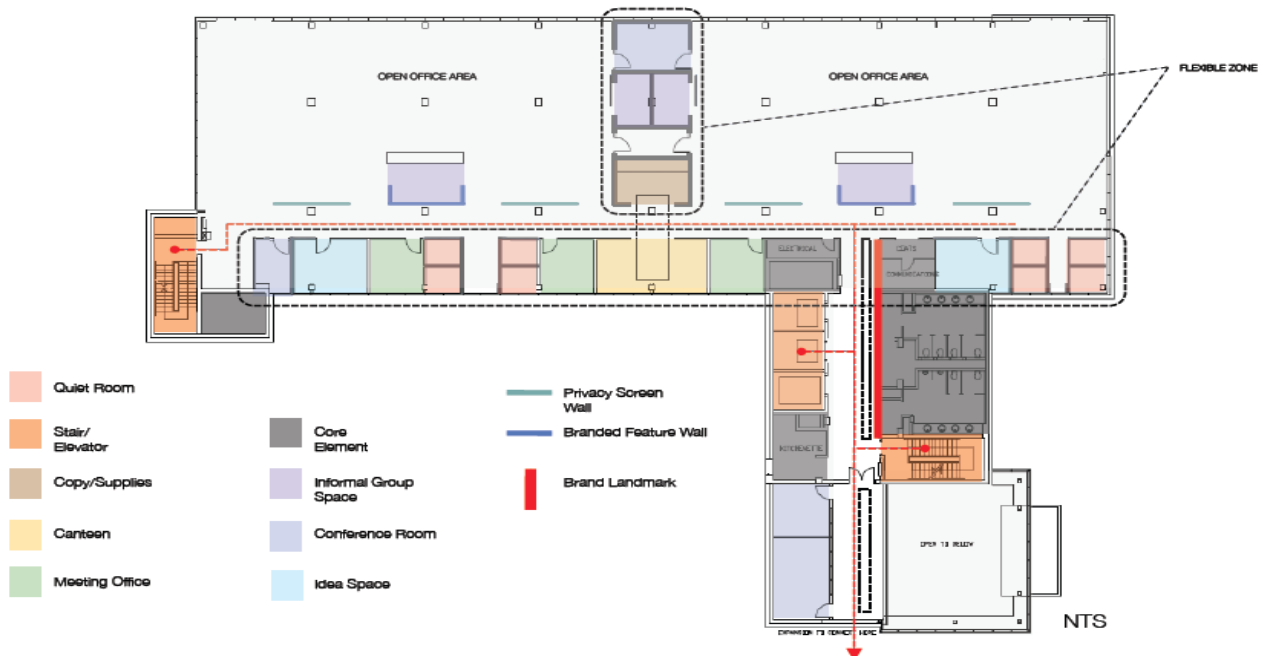 OPEN OFFICE AREA
OPEN OFFICE AREA
FLEXIBLE ZONE
ELECTRICAL
COATS
COMMUNICATIONS
KITCHENETTE
OPEN TO BELOW
NTS
Quiet Room
Stair/
Elevator
Copy/Supplies
Canteen
Meeting Office
Core
Element
Informal Group
Space
Conference Room
Idea Space
Privacy Screen
Wall
Branded Feature Wall
Brand Landmark